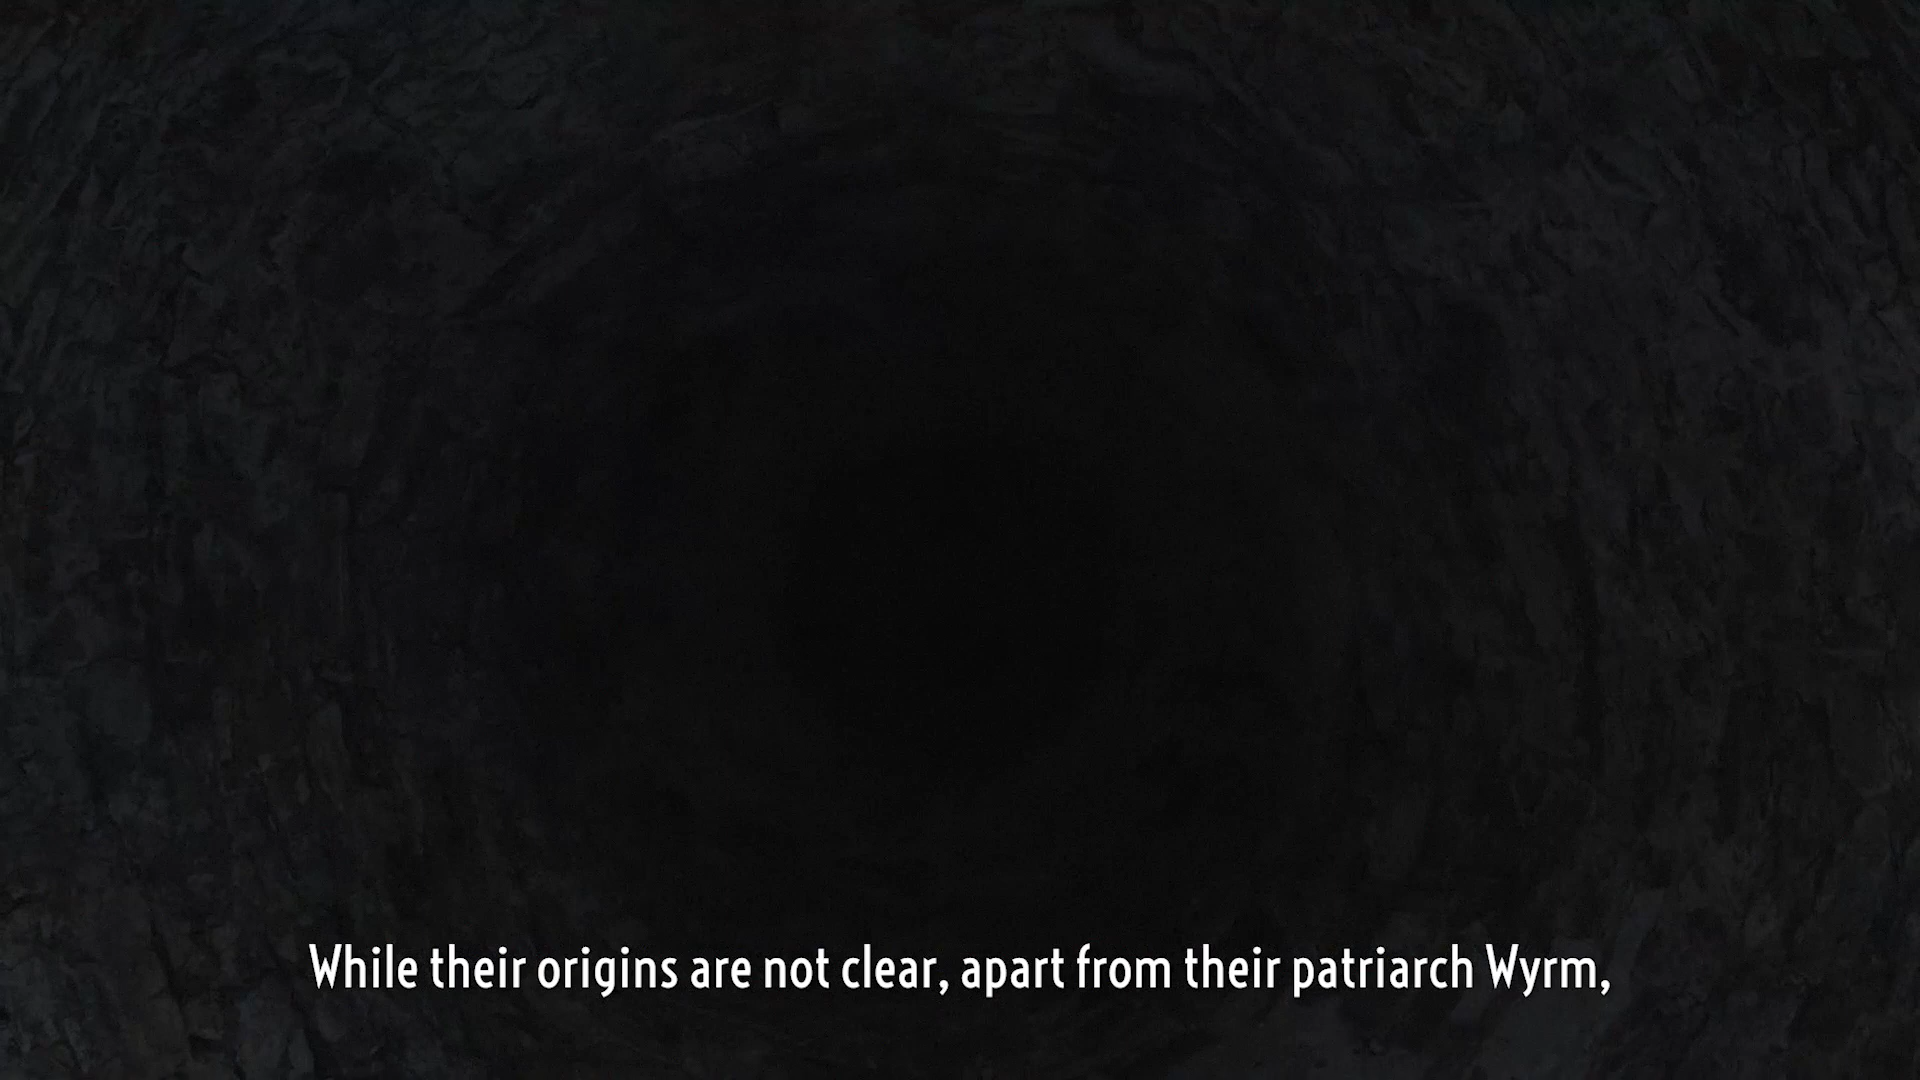 While their origins are not clear, apart from their patriarch Wyrm,